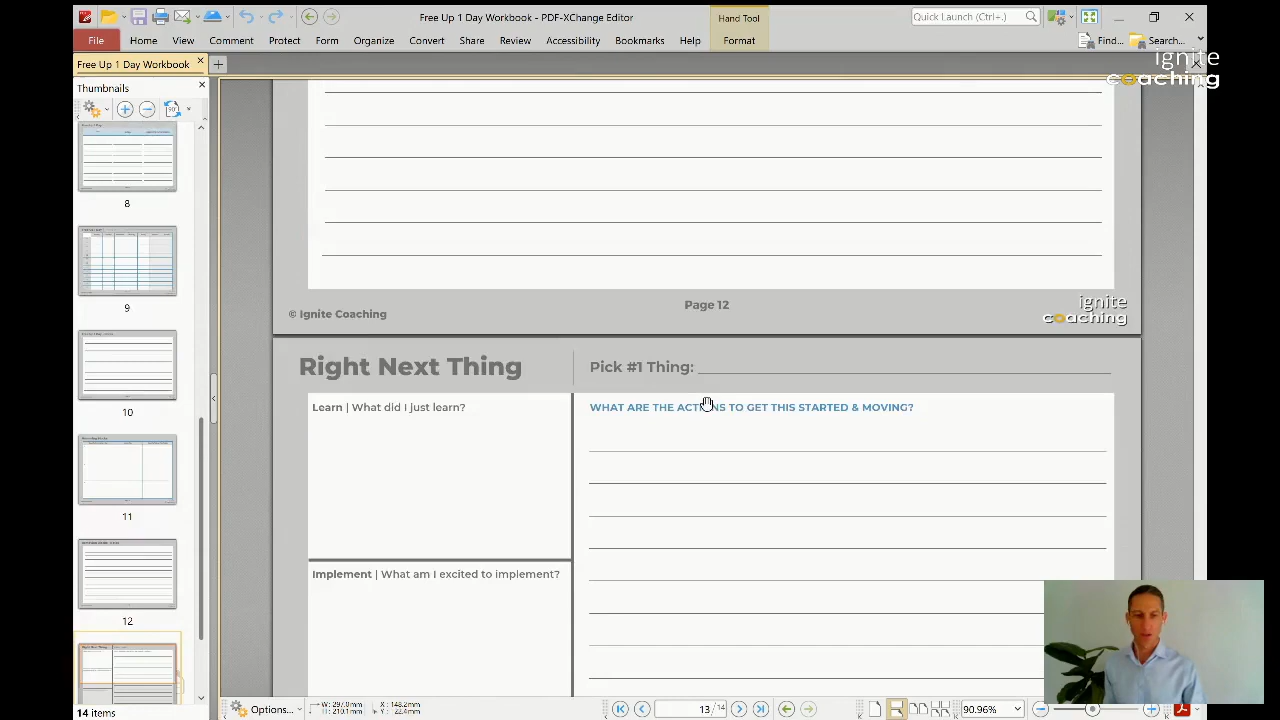 Free Up 1 Day Workbook - PDF-XChange Editor
Hand Tool
Quick Launch (Ctrl+.)
File
Home
View
Comment
Protect
Form
Organize
Convert
Share
Review
Accessibility
Bookmarks
Help
Format
Find...
Search...
Free Up 1 Day Workbook
ignite
coaching
Thumbnails
8
9
10
11
12
14 items
Page 12
© Ignite Coaching
ignite
coaching
Right Next Thing
Pick #1 Thing:
Learn | What did I just learn?
WHAT ARE THE ACTIONS TO GET THIS STARTED & MOVING?
Implement | What am I excited to implement?
Options...
13 / 14
90.96%